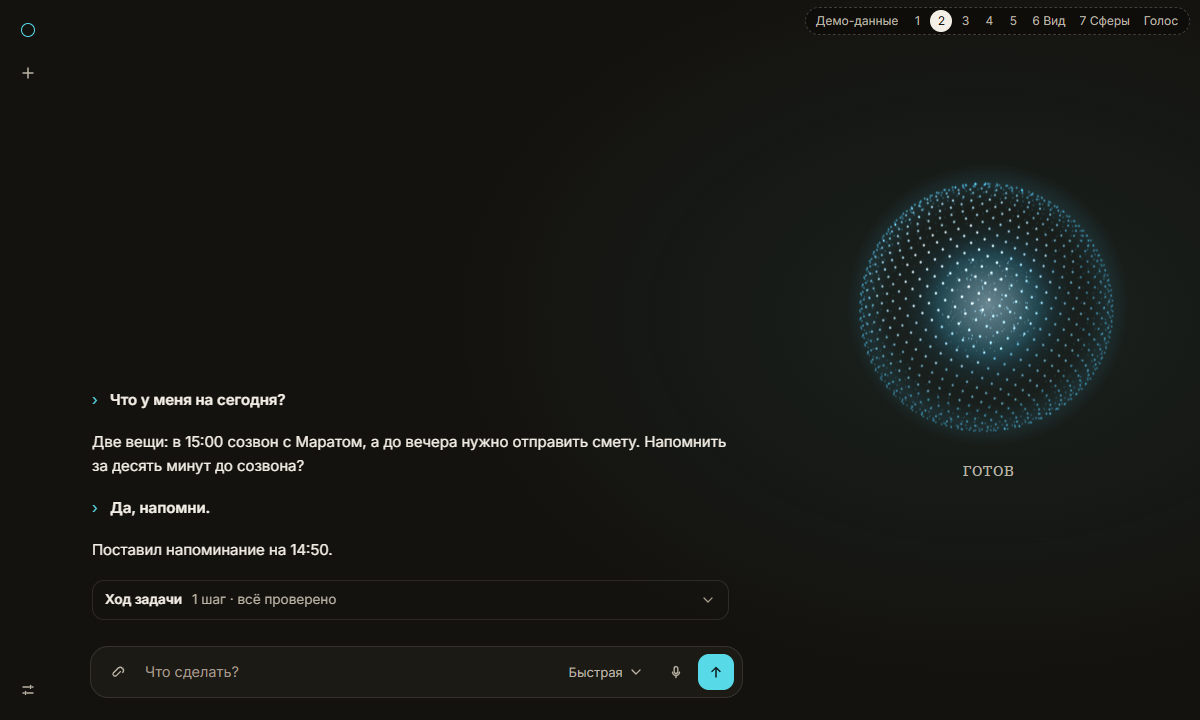 Демо-данные 1 2 3 4 5 6 Вид 7 Сферы Голос
› Что у меня на сегодня?
Две вещи: в 15:00 созвон с Маратом, а до вечера нужно отправить смету. Напомнить
за десять минут до созвона?
› Да, напомни.
Поставил напоминание на 14:50.
Ход задачи 1 шаг · всё проверено
Что сделать? Быстрая
ГОТОВ